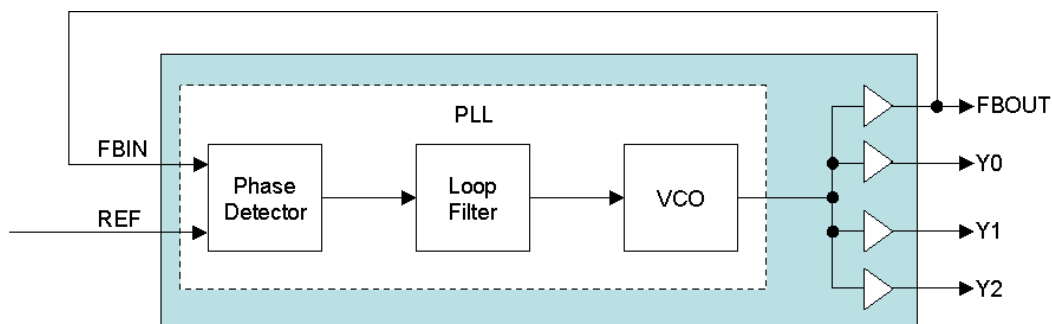 PLL
FBOUT
FBIN
Y0
Phase
Detector
Loop
Filter
VCO
REF
Y1
Y2